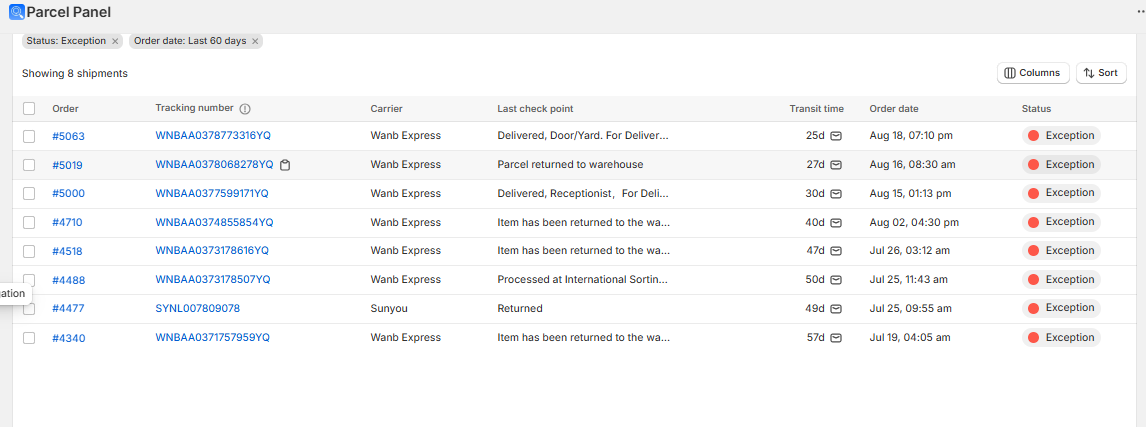 Parcel Panel
Status: Exception Order date: Last 60 days
Showing 8 shipments
Columns Sort
Order Tracking number Carrier Last check point Transit time Order date Status
#5063 WNBAA0378773316YQ Wanb Express Delivered, Door/Yard. For Deliver... 25d Aug 18, 07:10 pm Exception
#5019 WNBAA0378068278YQ Wanb Express Parcel returned to warehouse 27d Aug 16, 08:30 am Exception
#5000 WNBAA0377599171YQ Wanb Express Delivered, Receptionist，For Deli... 30d Aug 15, 01:13 pm Exception
#4710 WNBAA0374855854YQ Wanb Express Item has been returned to the wa... 40d Aug 02, 04:30 pm Exception
#4518 WNBAA0373178616YQ Wanb Express Item has been returned to the wa... 47d Jul 26, 03:12 am Exception
#4488 WNBAA0373178507YQ Wanb Express Processed at International Sortin... 50d Jul 25, 11:43 am Exception
ation
#4477 SYNL007809078 Sunyou Returned 49d Jul 25, 09:55 am Exception
#4340 WNBAA0371757959YQ Wanb Express Item has been returned to the wa... 57d Jul 19, 04:05 am Exception